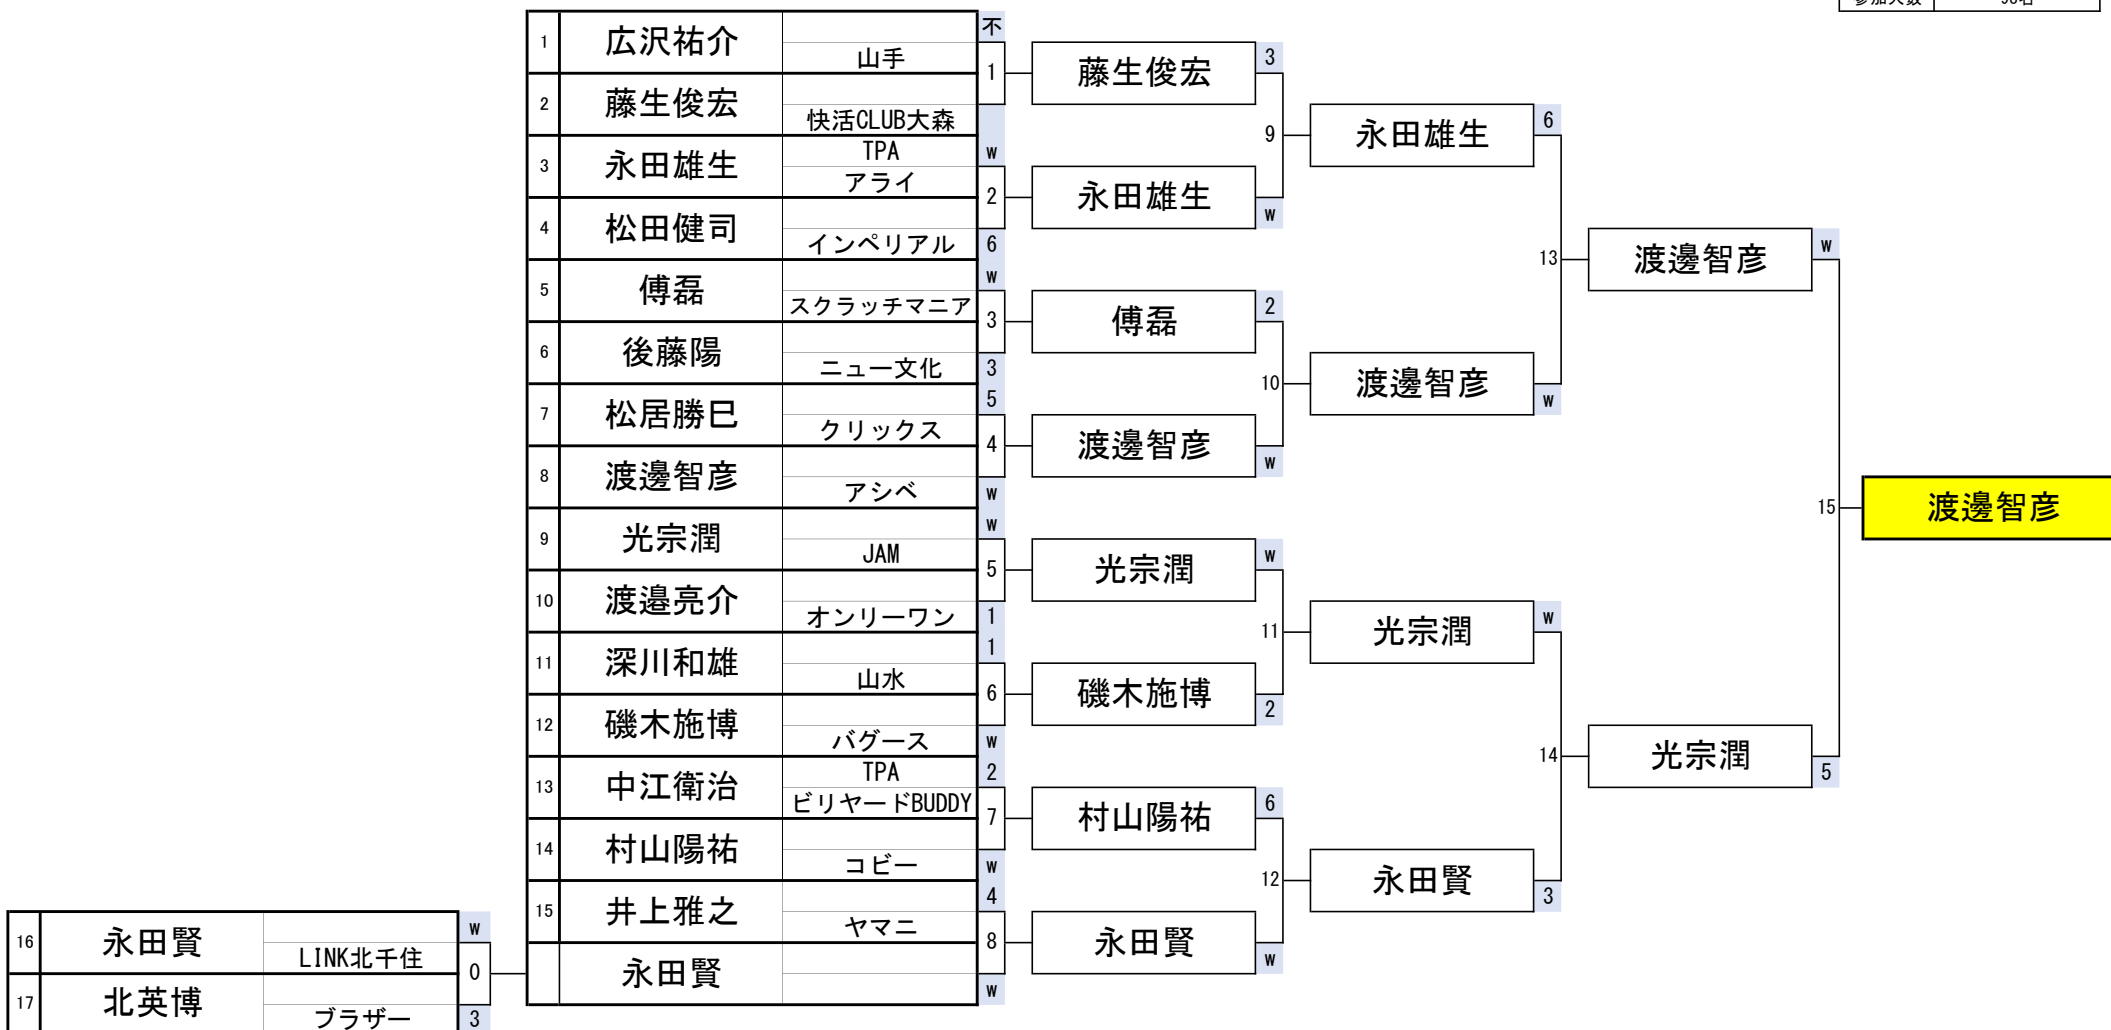 1 広沢祐介 不
山手
2 藤生俊宏
快活CLUB大森
1
3 永田雄生 TPA W
アライ
4 松田健司
インペリアル 6
2
5 傅磊 W
スクラッチマニア
6 後藤陽
ニュー文化 3
3
7 松居勝巳 5
クリックス
8 渡邊智彦
アシベ W
4
9 光宗潤 W
JAM
10 渡邉亮介
オンリーワン 1
5
11 深川和雄 1
山水
12 磯木施博
バグース W
6
13 中江衛治 TPA 2
ビリヤードBUDDY
14 村山陽祐
コビー W
7
15 井上雅之 4
ヤマニ
永田賢
W
8
16 永田賢 W
LINK北千住
17 北英博
ブラザー 3
0
藤生俊宏 3
永田雄生 W
9
傅磊 2
渡邊智彦 W
10
光宗潤 W
磯木施博 2
11
村山陽祐 6
永田賢 W
12
永田雄生 6
渡邊智彦 W
13
光宗潤 W
永田賢 3
14
渡邊智彦 W
光宗潤 5
15
渡邊智彦